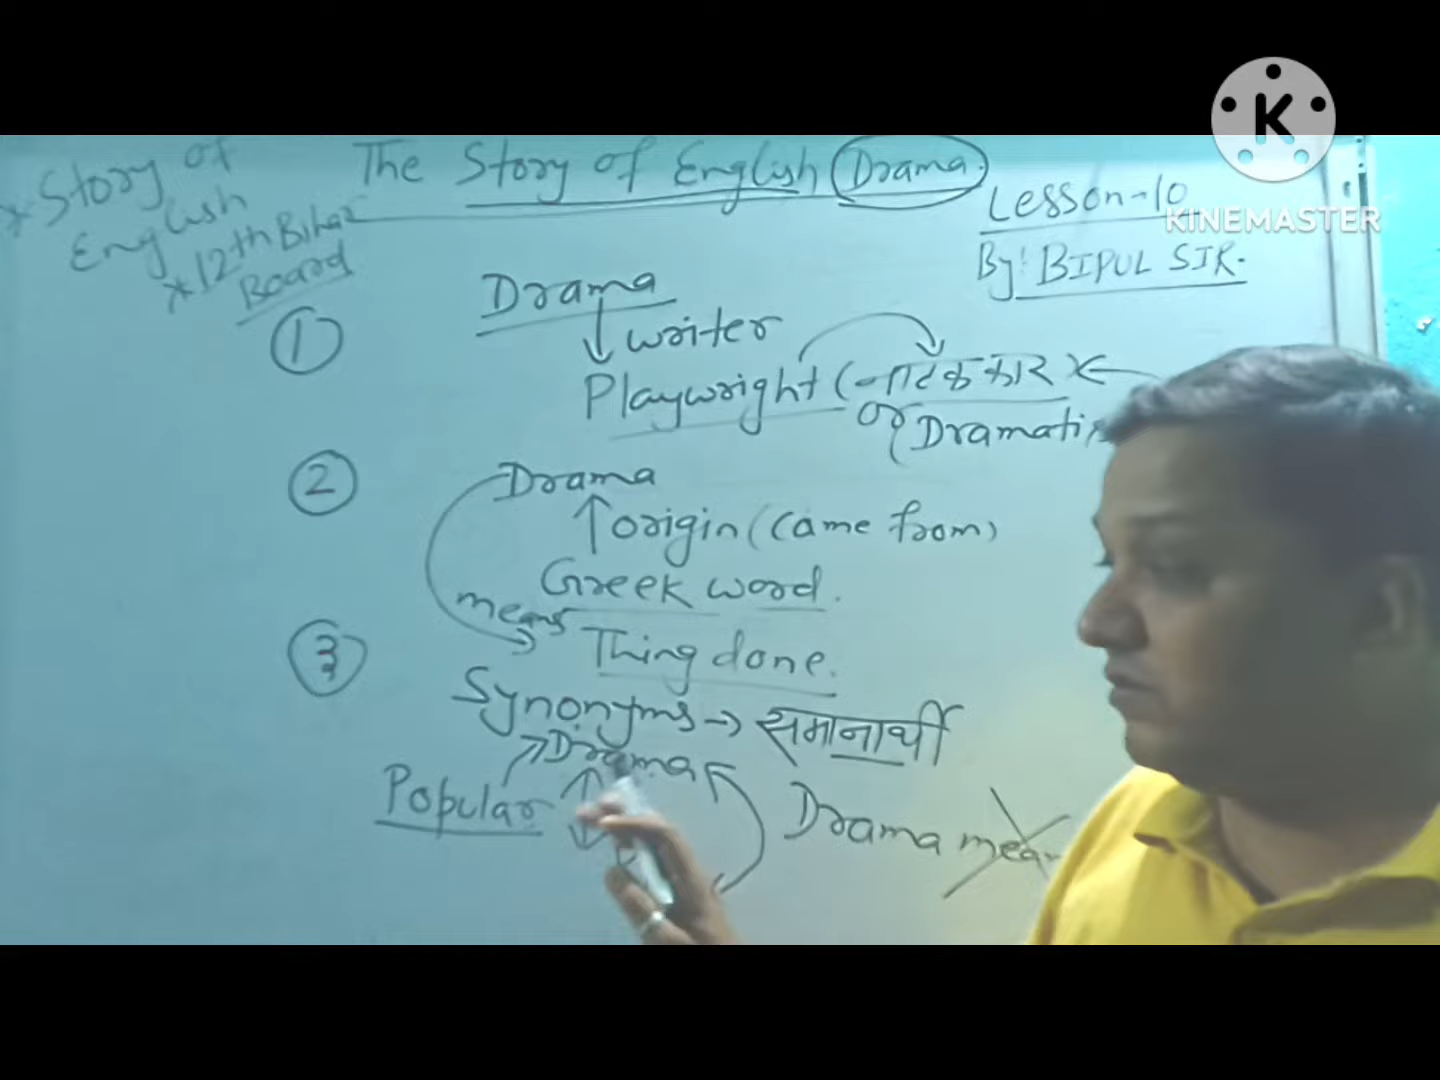 The Story of English Drama.
* Story of
English
* 12th Bihar
Board
Lesson-10
KINEMASTER
By: BIPUL SIR.
① Drama
↓ writer
Playwright (नाटककार)
or Dramati
② Drama
↑ origin (came from)
Greek word.
means Thing done.
③ Synonyms → समानार्थी
Drama
Popular
Drama mean